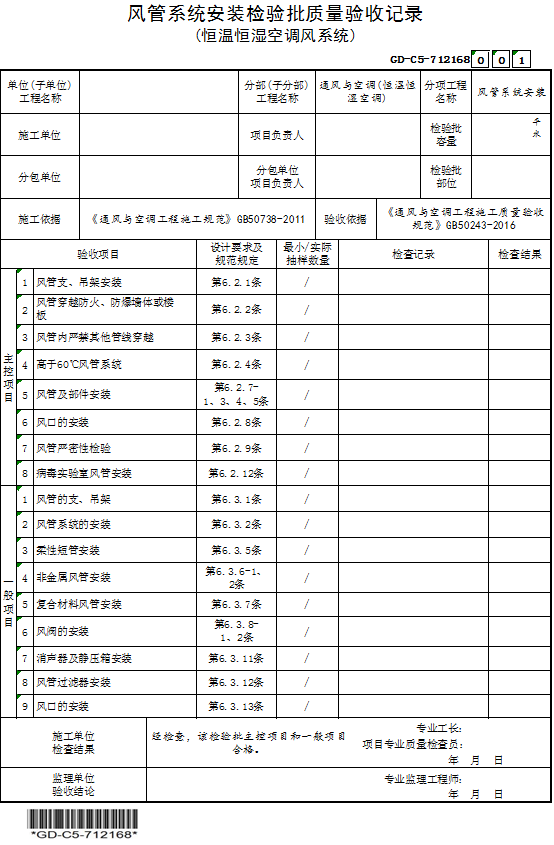 风管系统安装检验批质量验收记录
(恒温恒湿空调风系统)
GD-C5-712168 0 0 1
单位(子单位)
工程名称
分部(子分部)
工程名称
通风与空调(恒温恒
湿空调)
分项工程
名称
风管系统安装
施工单位
项目负责人
检验批
容量
平
米
分包单位
分包单位
项目负责人
检验批
部位
施工依据
《通风与空调工程施工规范》GB50738-2011
验收依据
《通风与空调工程施工质量验收
规范》GB50243-2016
验收项目
设计要求及
规范规定
最小/实际
抽样数量
检查记录
检查结果
主控项目
1 风管支、吊架安装 第6.2.1条 /
2 风管穿越防火、防爆墙体或楼
板 第6.2.2条 /
3 风管内严禁其他管线穿越 第6.2.3条 /
4 高于60℃风管系统 第6.2.4条 /
5 风管及部件安装 第6.2.7-
1、3、4、5条 /
6 风口的安装 第6.2.8条 /
7 风管严密性检验 第6.2.9条 /
8 病毒实验室风管安装 第6.2.12条 /
一般项目
1 风管的支、吊架 第6.3.1条 /
2 风管系统的安装 第6.3.2条 /
3 柔性短管安装 第6.3.5条 /
4 非金属风管安装 第6.3.6-1、
2条 /
5 复合材料风管安装 第6.3.7条 /
6 风阀的安装 第6.3.8-
1、2条 /
7 消声器及静压箱安装 第6.3.11条 /
8 风管过滤器安装 第6.3.12条 /
9 风口的安装 第6.3.13条 /
施工单位
检查结果
经检查，该检验批主控项目和一般项目
合格。
专业工长:
项目专业质量检查员:
年 月 日
监理单位
验收结论
专业监理工程师:
年 月 日
*GD-C5-712168*